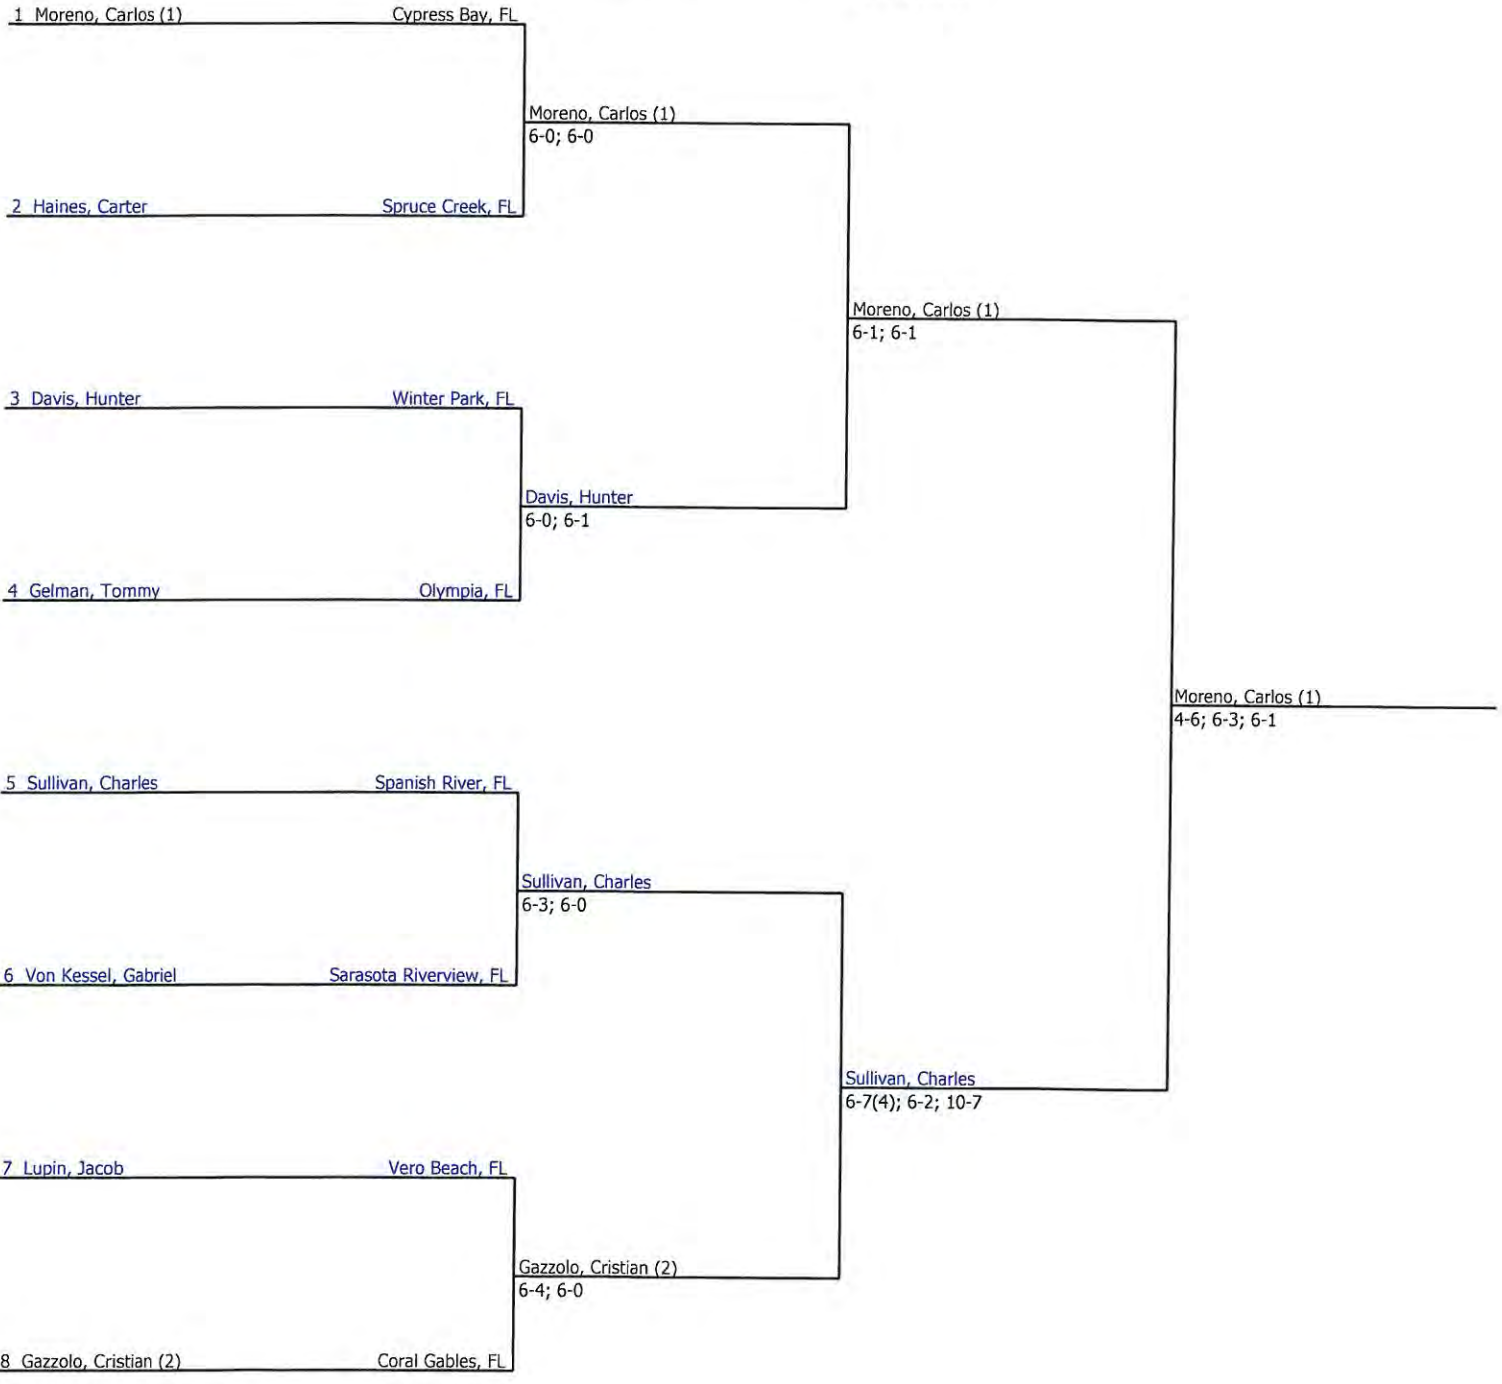 1 Moreno, Carlos (1) Cypress Bay, FL
Moreno, Carlos (1)
6-0; 6-0
2 Haines, Carter Spruce Creek, FL
Moreno, Carlos (1)
6-1; 6-1
3 Davis, Hunter Winter Park, FL
Davis, Hunter
6-0; 6-1
4 Gelman, Tommy Olympia, FL
Moreno, Carlos (1)
4-6; 6-3; 6-1
5 Sullivan, Charles Spanish River, FL
Sullivan, Charles
6-3; 6-0
6 Von Kessel, Gabriel Sarasota Riverview, FL
Sullivan, Charles
6-7(4); 6-2; 10-7
7 Lupin, Jacob Vero Beach, FL
Gazzolo, Cristian (2)
6-4; 6-0
8 Gazzolo, Cristian (2) Coral Gables, FL